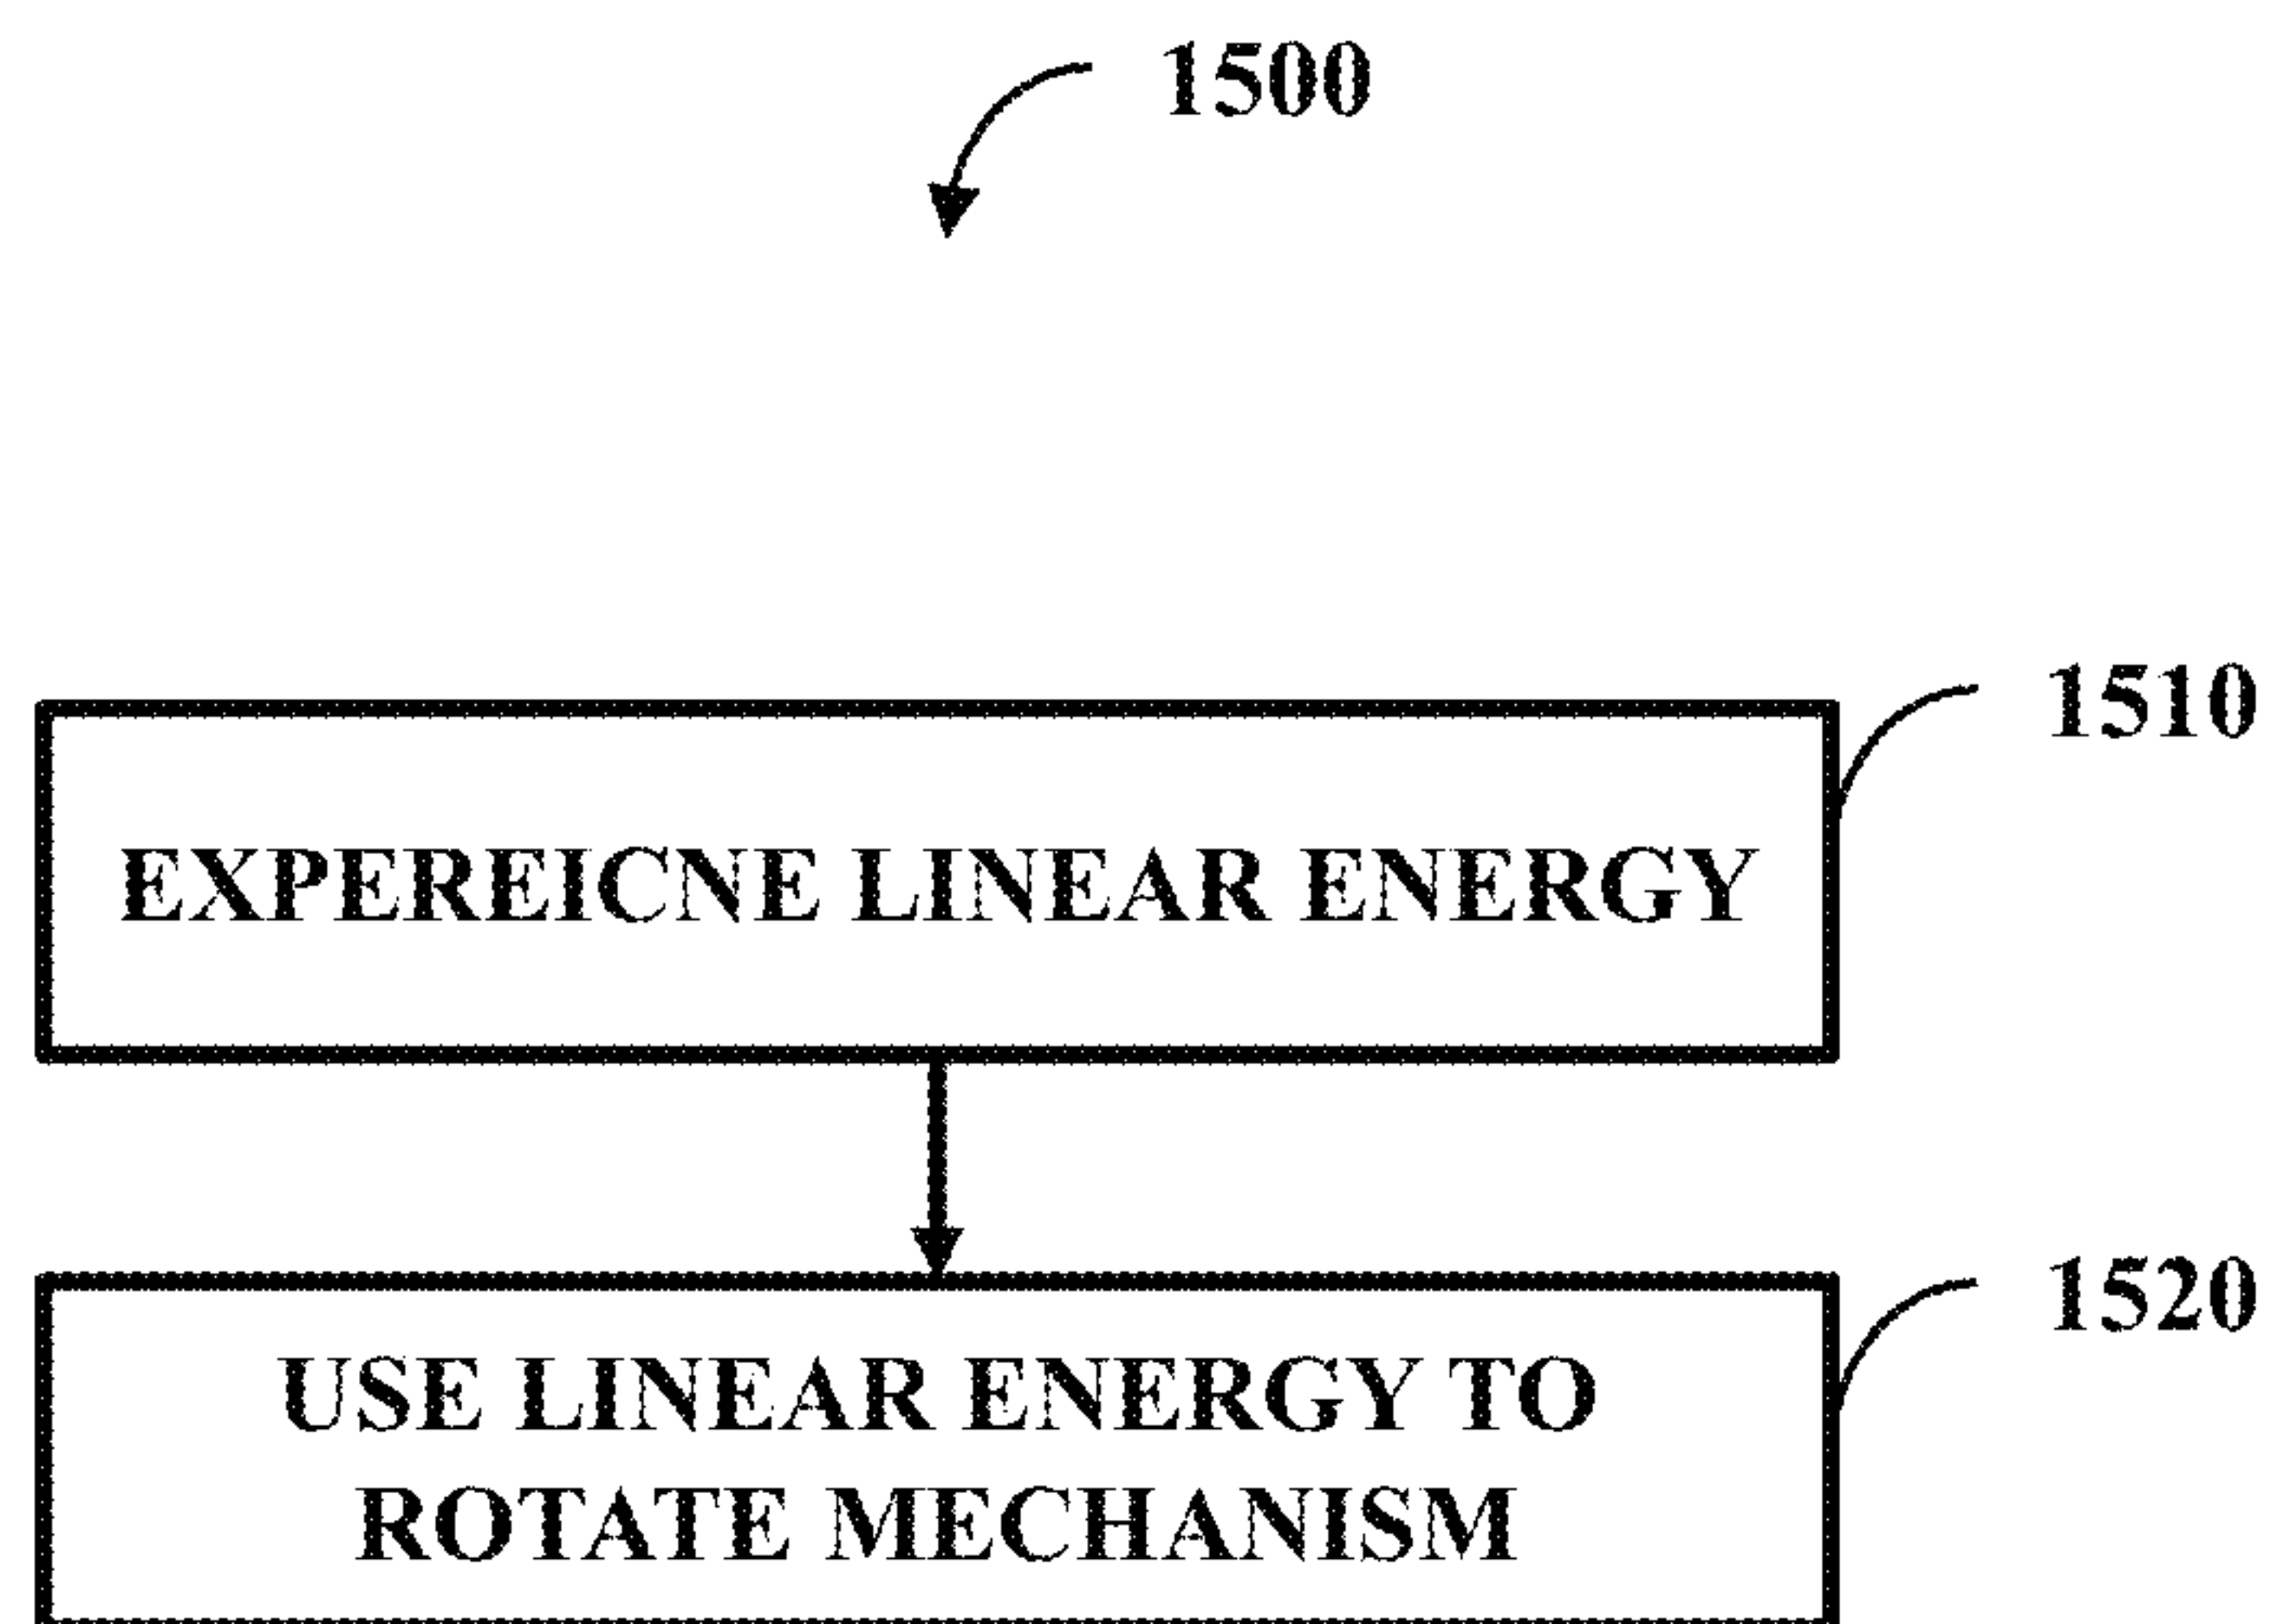 1500
1510
EXPEREICNE LINEAR ENERGY
1520
USE LINEAR ENERGY TO
ROTATE MECHANISM